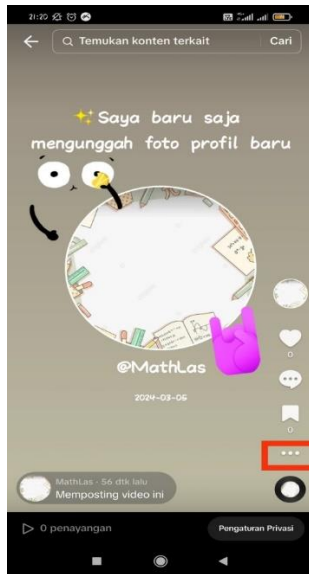 21:20
Temukan konten terkait
Cari
Saya baru saja
mengunggah foto profil baru
@MathLas
2024-03-06
0
0
MathLas · 56 dtk lalu
Memposting video ini
0 penayangan
Pengaturan Privasi